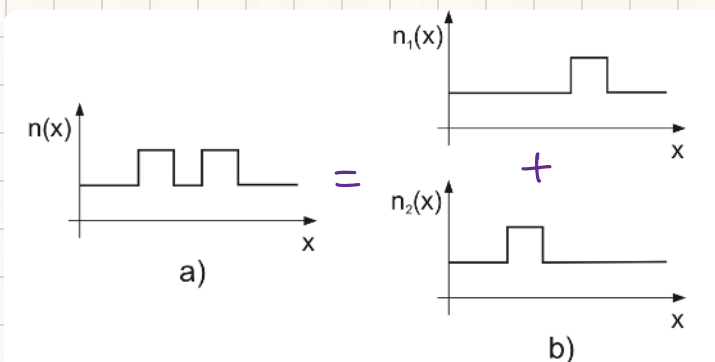 n(x)
x
a)
=
n₁(x)
x
+
n₂(x)
x
b)